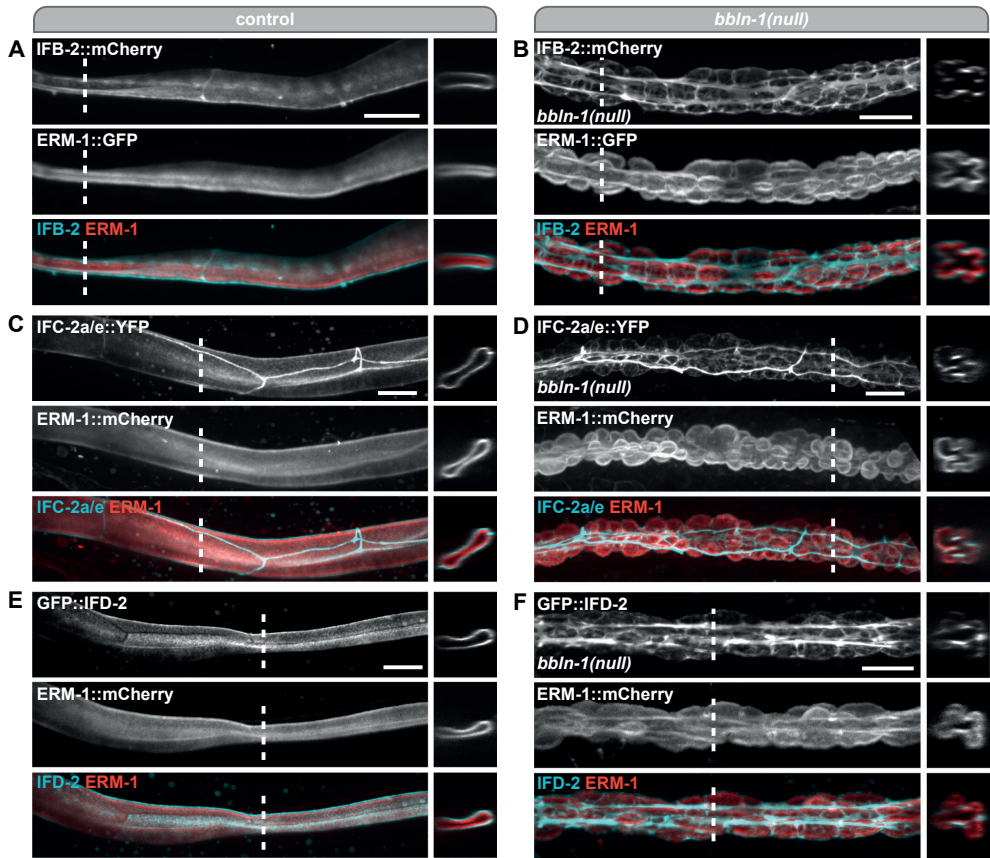 control
bbln-1(null)
A
IFB-2::mCherry
ERM-1::GFP
IFB-2 ERM-1
B
IFB-2::mCherry
bbln-1(null)
ERM-1::GFP
IFB-2 ERM-1
C
IFC-2a/e::YFP
ERM-1::mCherry
IFC-2a/e ERM-1
D
IFC-2a/e::YFP
bbln-1(null)
ERM-1::mCherry
IFC-2a/e ERM-1
E
GFP::IFD-2
ERM-1::mCherry
IFD-2 ERM-1
F
GFP::IFD-2
bbln-1(null)
ERM-1::mCherry
IFD-2 ERM-1